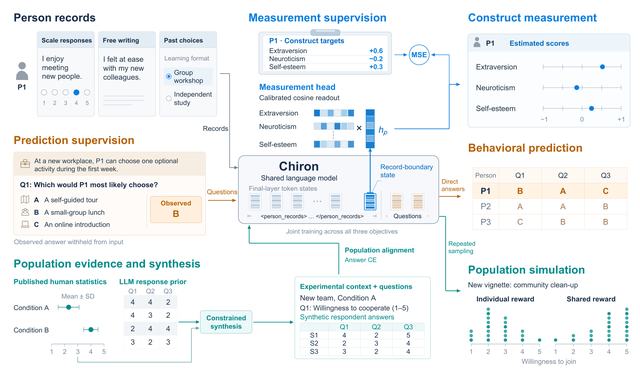 Person records
Scale responses
I enjoy
meeting
new people.
1 2 3 4 5
Free writing
I felt at ease
with my new
colleagues.
Past choices
Learning format
Group
workshop
Independent
study
P1
Records
Measurement supervision
P1 · Construct targets
Extraversion +0.6
Neuroticism −0.2
Self-esteem +0.3
MSE
Measurement head
Calibrated cosine readout
Extraversion
Neuroticism
Self-esteem
×
hp
Construct measurement
P1 Estimated scores
Extraversion
Neuroticism
Self-esteem
−1 0 1
Prediction supervision
At a new workplace, P1 can choose one optional
activity during the first week.
Q1: Which would P1 most likely choose?
A A self-guided tour
B A small-group lunch
C An online introduction
Observed
B
Observed answer withheld from input
Questions
Chiron
Shared language model
Final-layer token states
Record-boundary
state
...
<person_records> ... </person_records>
Questions
Joint training across all three objectives
Direct
answers
Behavioral prediction
Person Q1 Q2 Q3
P1 B A C
P2 A A B
P3 C B B
Repeated
sampling
Population alignment
Answer CE
Population evidence and synthesis
Published human statistics
Mean ± SD
Condition A
Condition B
1 2 3 4 5
LLM response prior
Q1 Q2 Q3
4 4 2
3 3 4
2 4 3
3 2 3
Constrained
synthesis
Experimental context + questions
New team, Condition A
Q1: Willingness to cooperate (1–5)
Synthetic respondent answers
Q1 Q2 Q3
S1 4 2 5
S2 2 3 4
S3 3 2 4
Population simulation
New vignette: community clean-up
Individual reward
Shared reward
1 2 3 4 5
1 2 3 4 5
Willingness to join